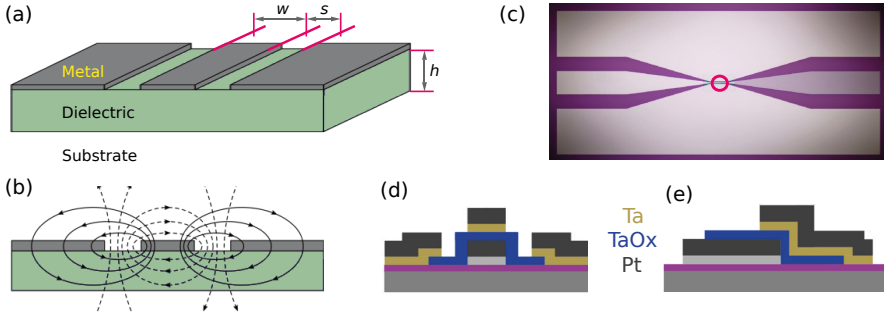 (a)
w
s
(c)
Metal
h
Dielectric
Substrate
(b)
(d)
(e)
Ta
TaOx
Pt